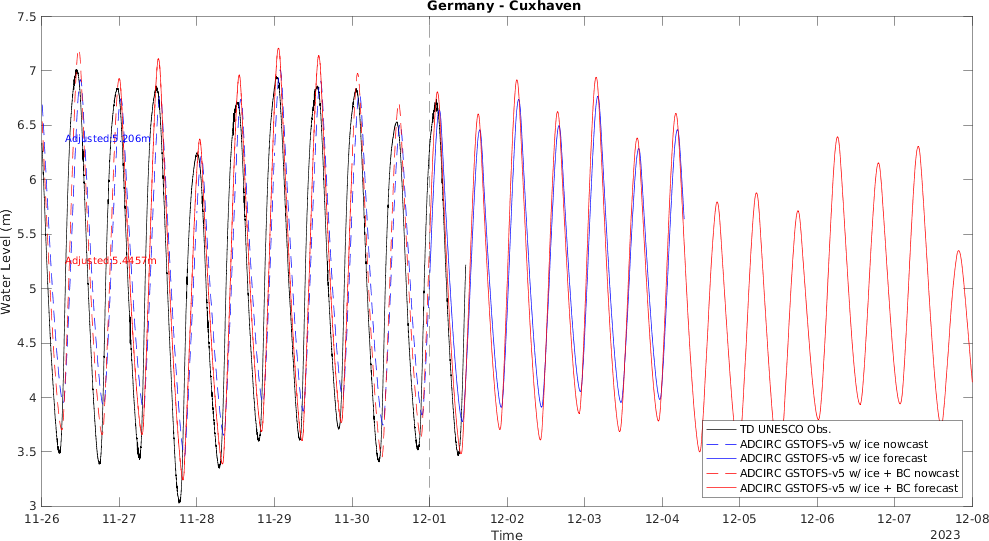 Germany - Cuxhaven
7.5
7
6.5
6
5.5
5
4.5
4
3.5
3
Water Level (m)
Adjusted:5.206m
Adjusted:5.4457m
TD UNESCO Obs.
ADCIRC GSTOFS-v5 w/ ice nowcast
ADCIRC GSTOFS-v5 w/ ice forecast
ADCIRC GSTOFS-v5 w/ ice + BC nowcast
ADCIRC GSTOFS-v5 w/ ice + BC forecast
11-26 11-27 11-28 11-29 11-30 12-01 12-02 12-03 12-04 12-05 12-06 12-07 12-08
Time
2023